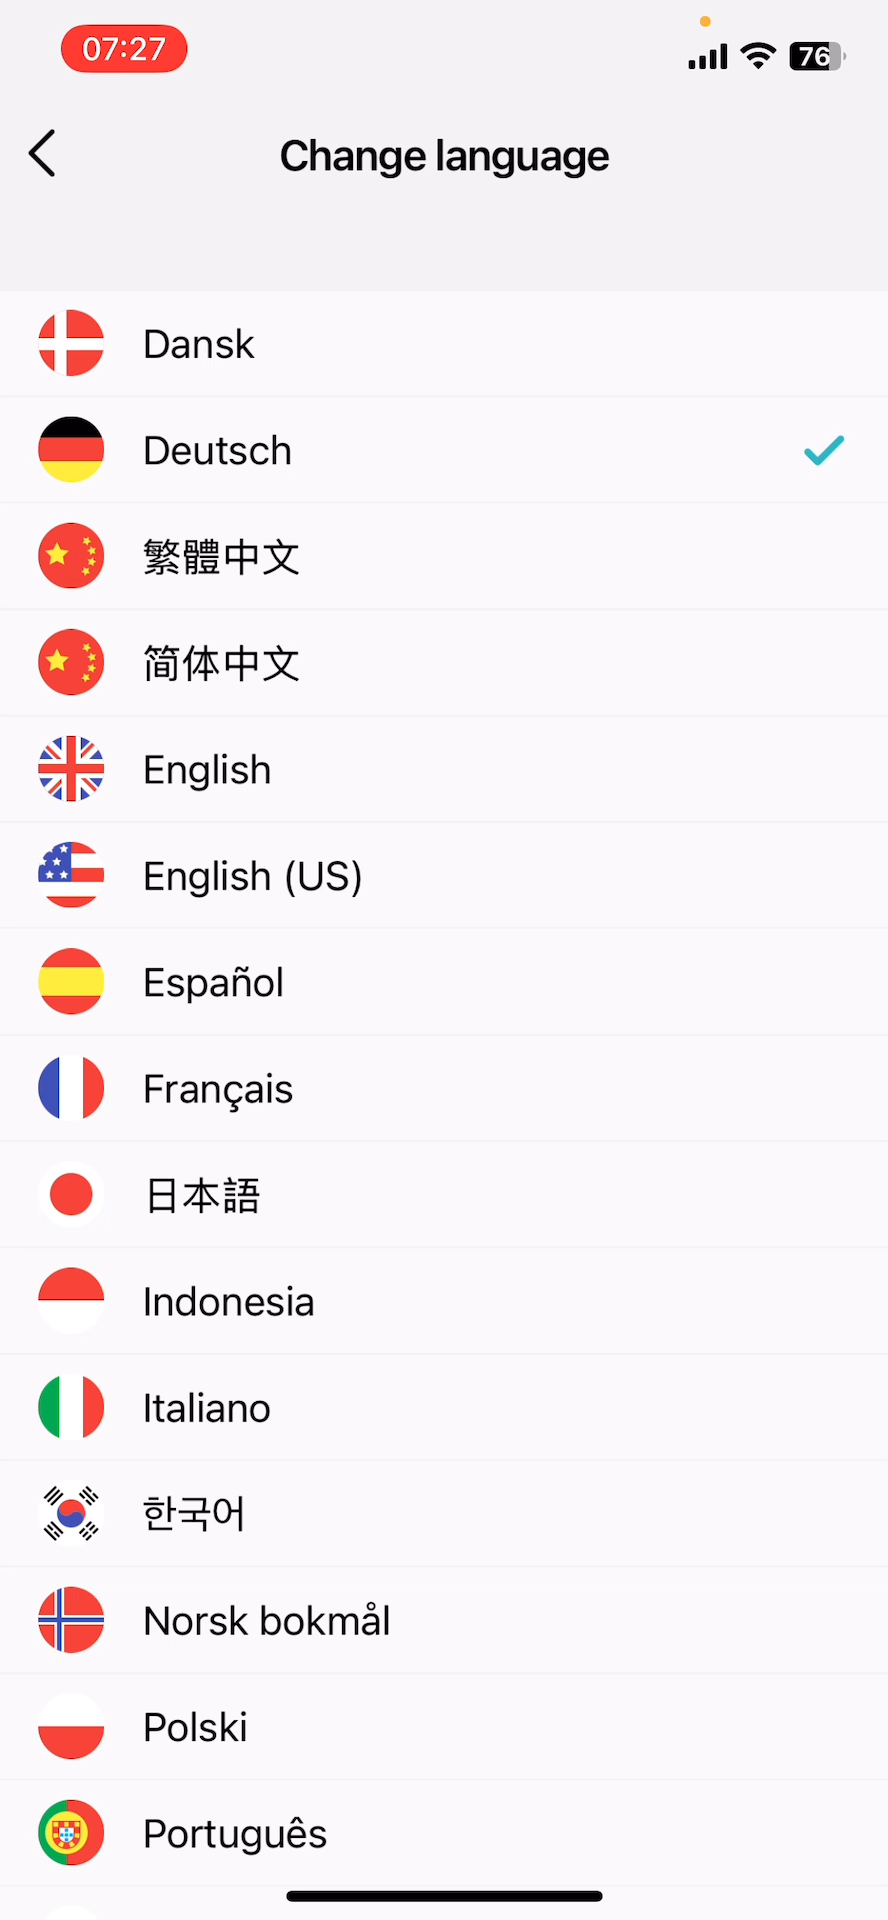 07:27
76
Change language
Dansk
Deutsch
繁體中文
简体中文
English
English (US)
Español
Français
日本語
Indonesia
Italiano
한국어
Norsk bokmål
Polski
Português